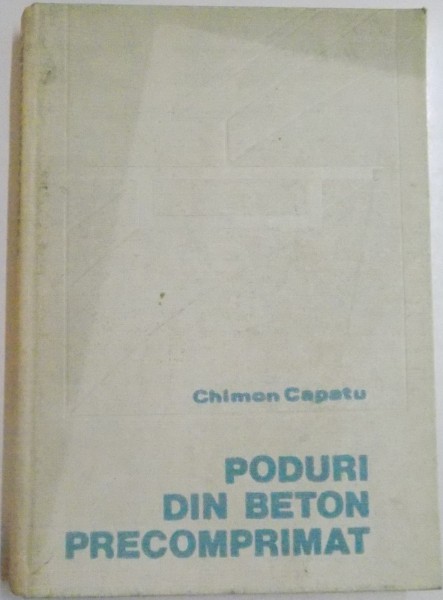 Chimon Capatu
PODURI
DIN BETON
PRECOMPRIMAT